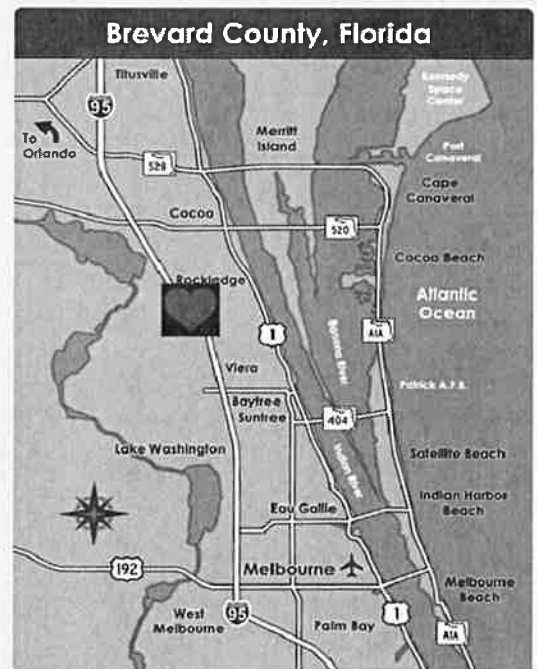 Brevard County, Florida
Titusville
95
Kennedy
Space
Center
To
Orlando
Merritt
Island
Port
Canaveral
528
Cape
Canaveral
Cocoa
520
Cocoa Beach
Rockledge
Atlantic
Ocean
1
A1A
Banana River
Viera
Patrick A.F.B.
Baytree
Suntree
404
Lake Washington
Indian River
Satellite Beach
Eau Gallie
Indian Harbor
Beach
192
Melbourne
Melbourne
Beach
West
Melbourne
95
Palm Bay
1
A1A